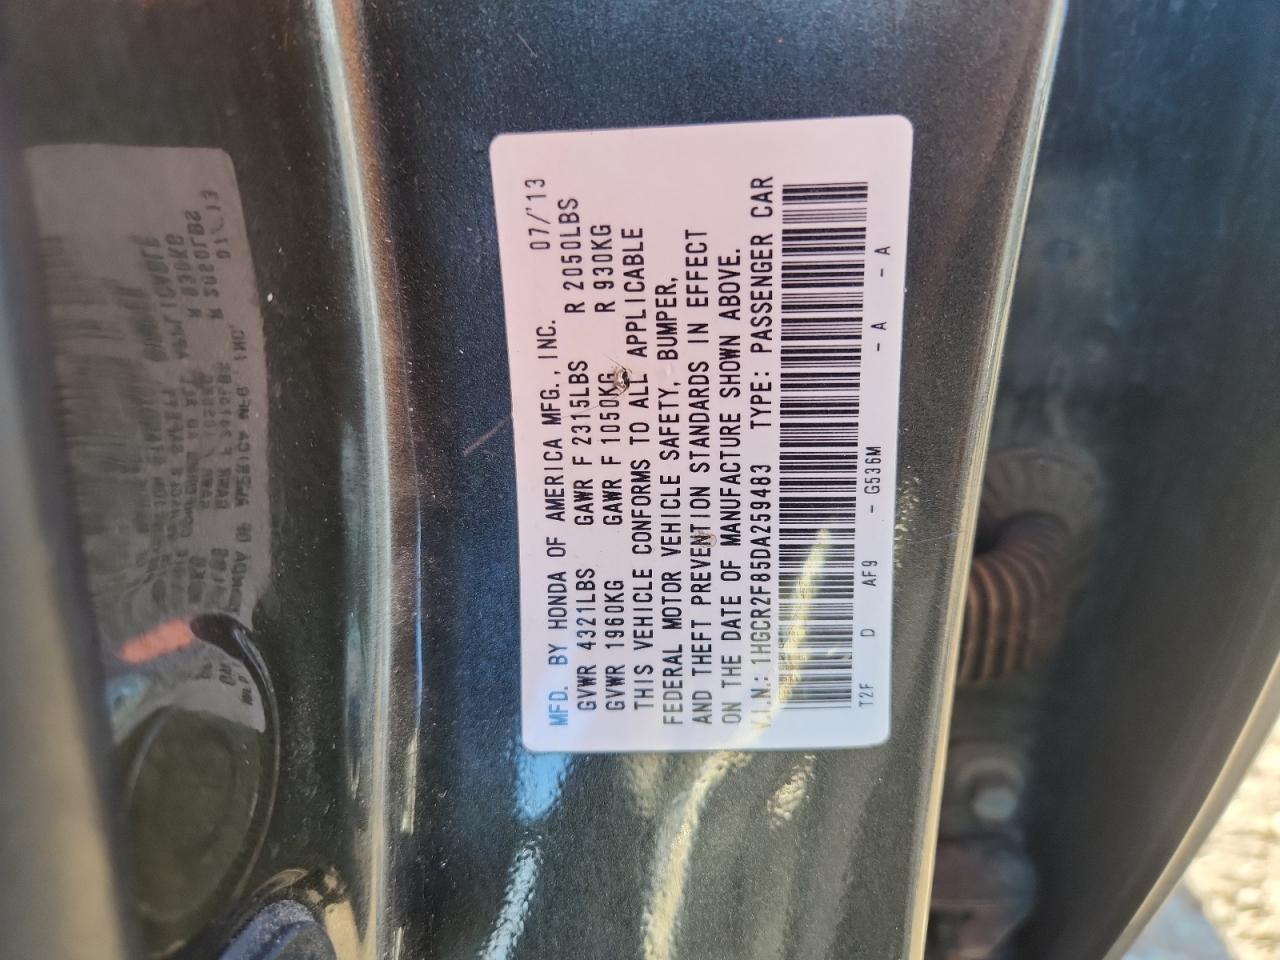 MFD. BY HONDA OF AMERICA MFG., INC. 07/'13
GVWR 4321LBS GAWR F 2315LBS R 2050LBS
GVWR 1960KG GAWR F 1050KG R 930KG
THIS VEHICLE CONFORMS TO ALL APPLICABLE
FEDERAL MOTOR VEHICLE SAFETY, BUMPER,
AND THEFT PREVENTION STANDARDS IN EFFECT
ON THE DATE OF MANUFACTURE SHOWN ABOVE.
V.I.N.: 1HGCR2F85DA259483 TYPE: PASSENGER CAR
T2F D AF9 - G536M - A - A